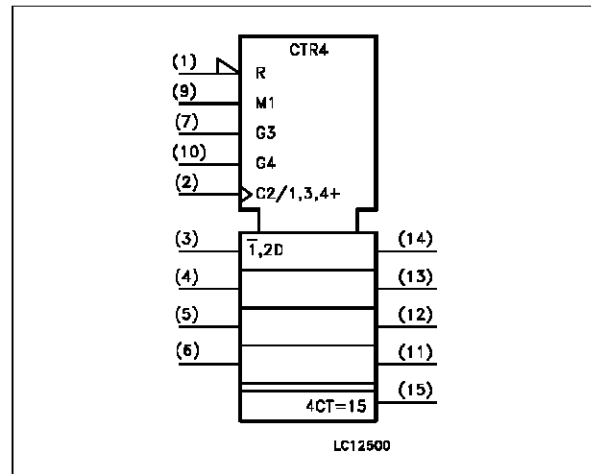 CTR4
(1) R
(9) M1
(7) G3
(10) G4
(2) C2/1,3,4+
(3) 1̅,2D (14)
(4) (13)
(5) (12)
(6) (11)
4CT=15 (15)
LC12500